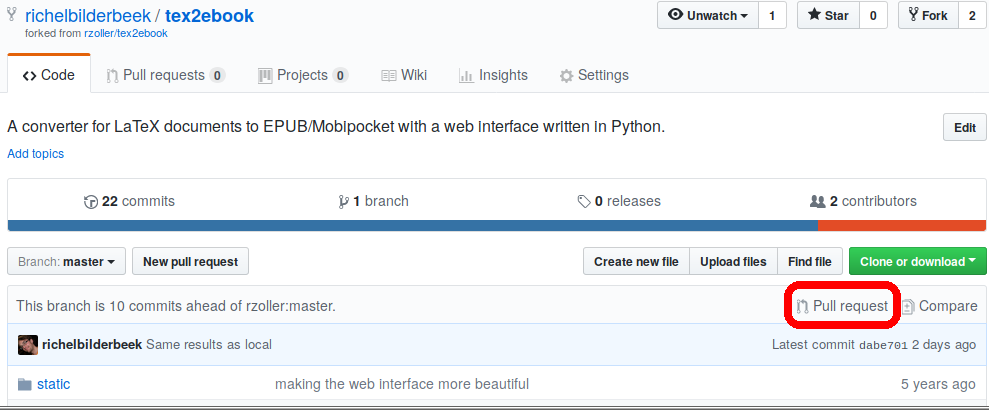 richelbilderbeek / tex2ebook Unwatch 1 Star 0 Fork 2
forked from rzoller/tex2ebook
Code Pull requests 0 Projects 0 Wiki Insights Settings
A converter for LaTeX documents to EPUB/Mobipocket with a web interface written in Python. Edit
Add topics
22 commits 1 branch 0 releases 2 contributors
Branch: master New pull request Create new file Upload files Find file Clone or download
This branch is 10 commits ahead of rzoller:master. Pull request Compare
richelbilderbeek Same results as local Latest commit dabe701 2 days ago
static making the web interface more beautiful 5 years ago